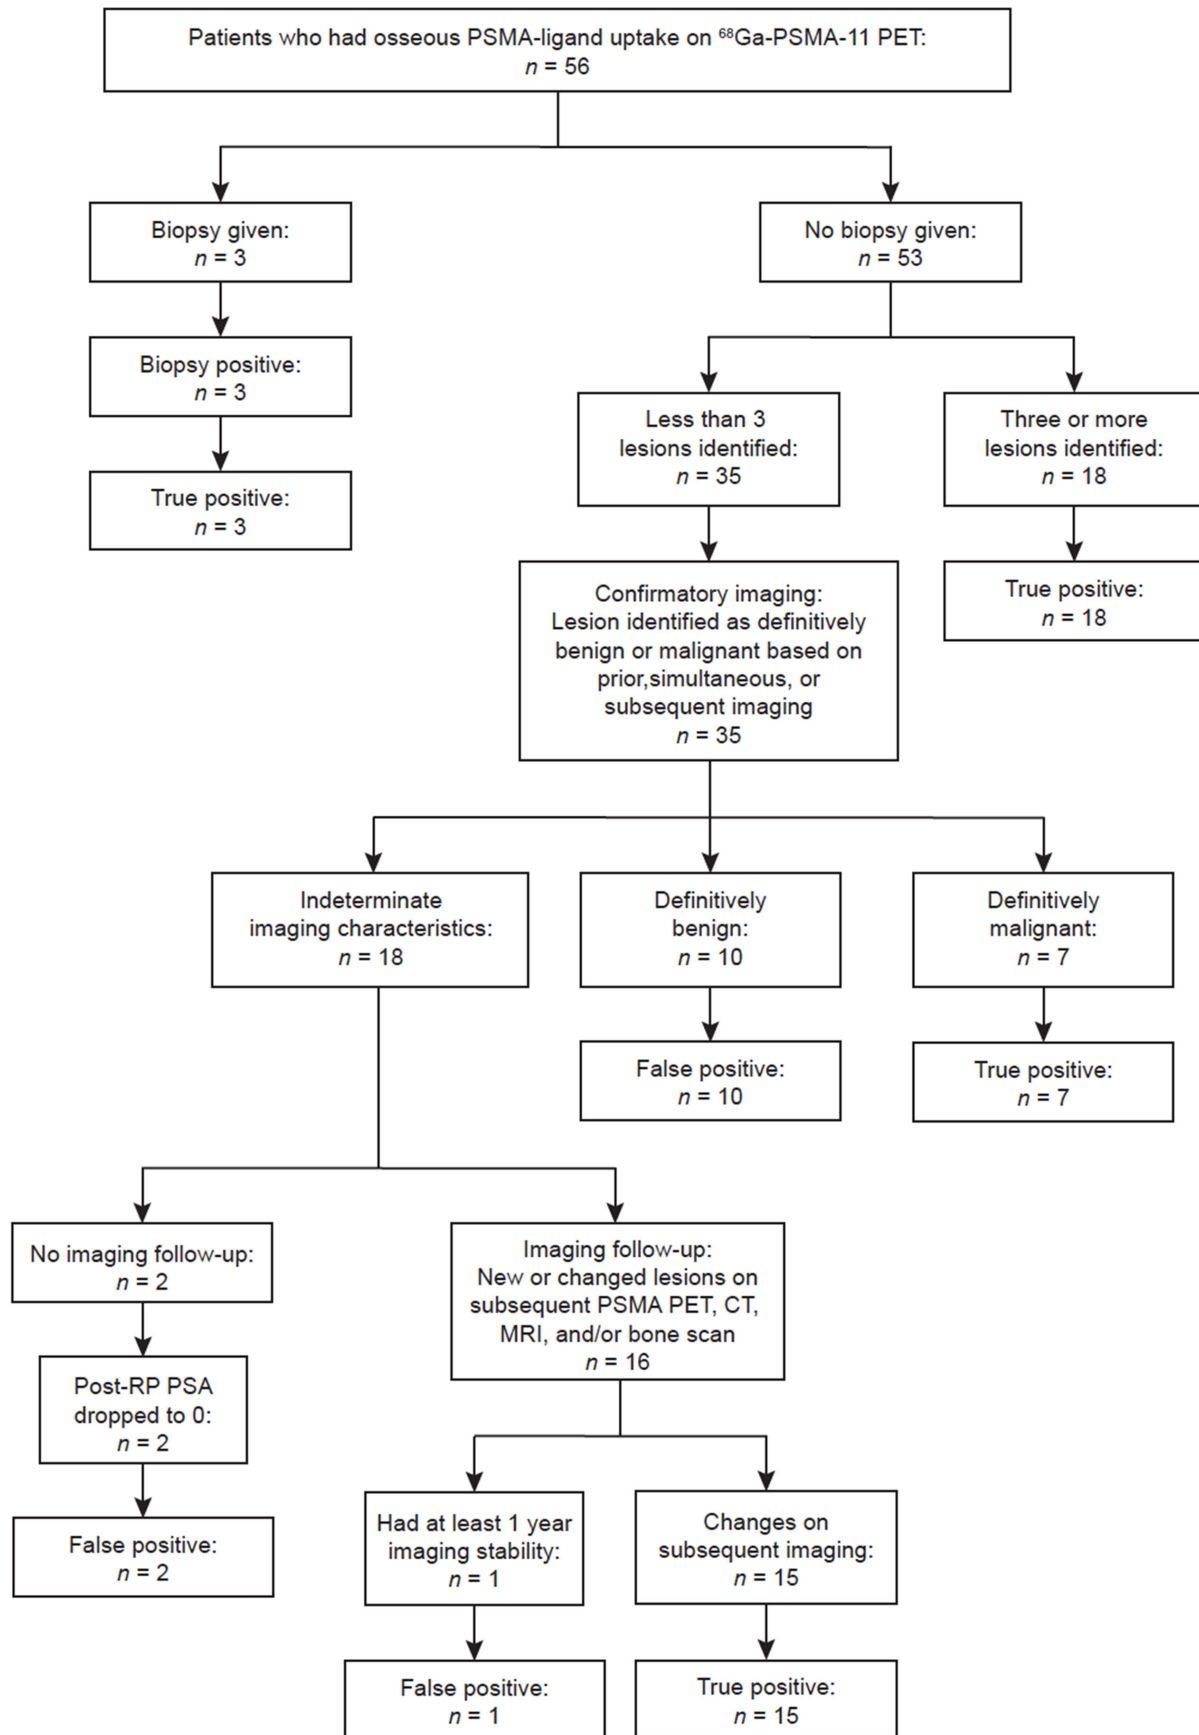 Patients who had osseous PSMA-ligand uptake on ⁶⁸Ga-PSMA-11 PET:
n = 56
Biopsy given:
n = 3
No biopsy given:
n = 53
Biopsy positive:
n = 3
Less than 3
lesions identified:
n = 35
Three or more
lesions identified:
n = 18
True positive:
n = 3
Confirmatory imaging:
Lesion identified as definitively
benign or malignant based on
prior,simultaneous, or
subsequent imaging
n = 35
True positive:
n = 18
Indeterminate
imaging characteristics:
n = 18
Definitively
benign:
n = 10
Definitively
malignant:
n = 7
False positive:
n = 10
True positive:
n = 7
No imaging follow-up:
n = 2
Imaging follow-up:
New or changed lesions on
subsequent PSMA PET, CT,
MRI, and/or bone scan
n = 16
Post-RP PSA
dropped to 0:
n = 2
False positive:
n = 2
Had at least 1 year
imaging stability:
n = 1
Changes on
subsequent imaging:
n = 15
False positive:
n = 1
True positive:
n = 15